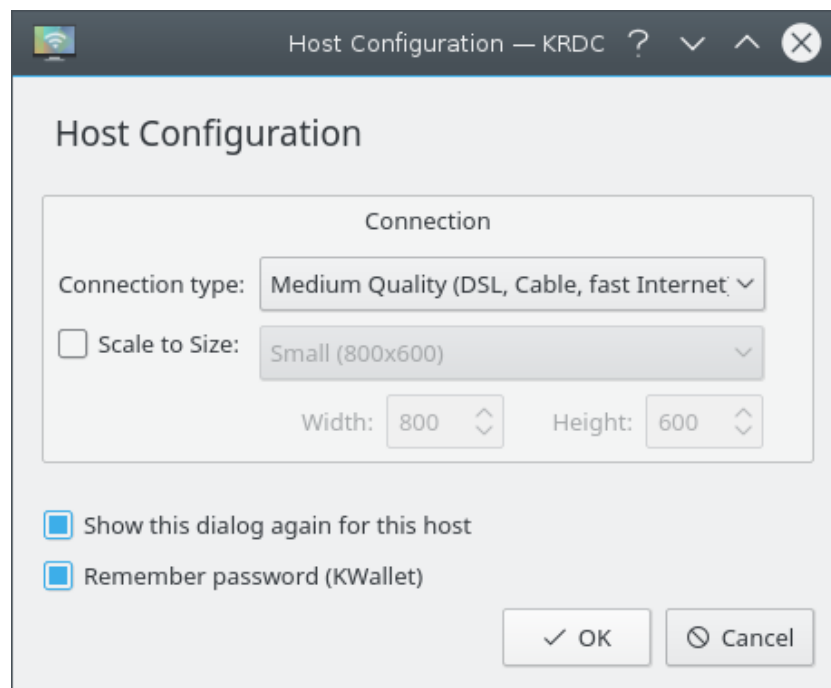 Host Configuration — KRDC
Host Configuration
Connection
Connection type: Medium Quality (DSL, Cable, fast Internet)
Scale to Size: Small (800x600)
Width: 800 Height: 600
Show this dialog again for this host
Remember password (KWallet)
OK Cancel